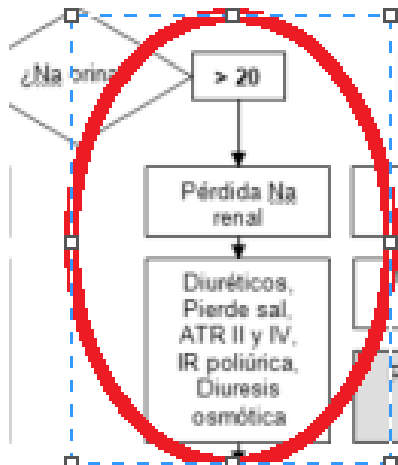 ¿Na orina
> 20
Pérdida Na
renal
Diuréticos,
Pierde sal,
ATR II y IV,
IR poliúrica,
Diuresis
osmótica